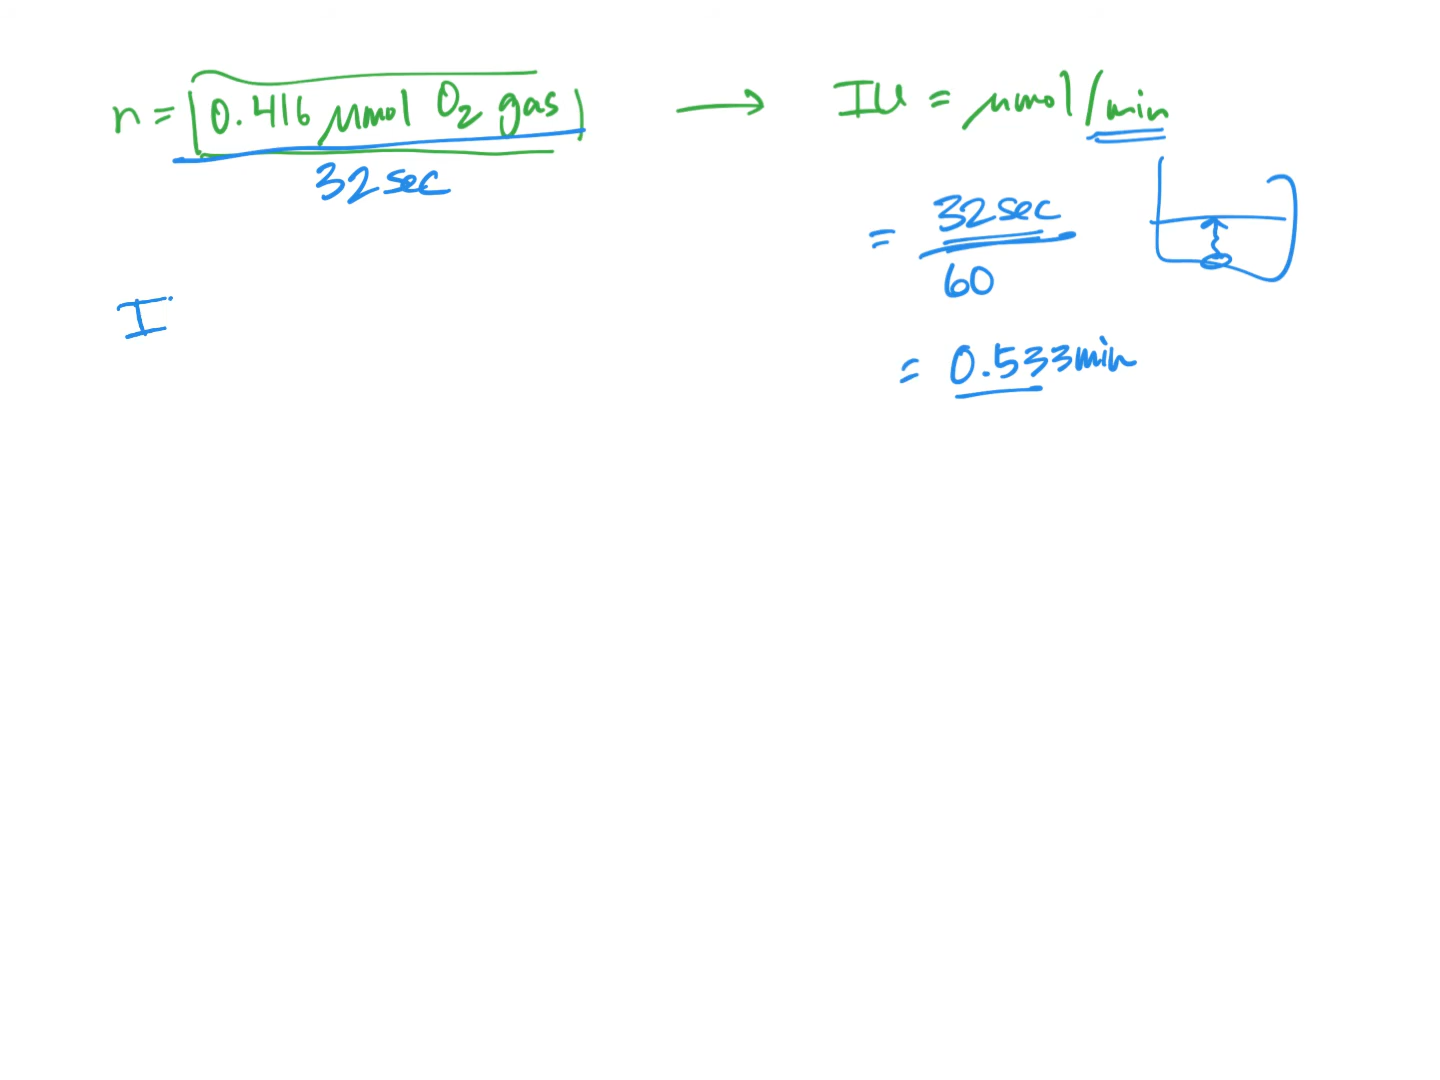 n = 0.416 μmol O₂ gas → IU = μmol/min
32 sec
= 32 sec
60
I
= 0.533 min